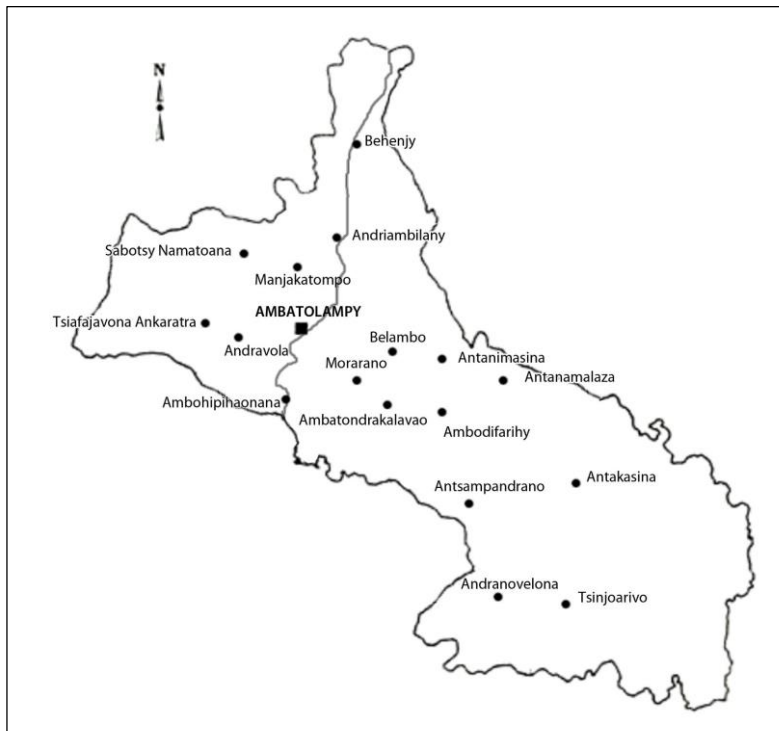 N
Behenjy
Andriambilany
Sabotsy Namatoana
Manjakatompo
AMBATOLAMPY
Tsiafajavona Ankaratra
Andravola
Belambo
Antanimasina
Morarano
Antanamalaza
Ambohipihaonana
Ambatondrakalavao
Ambodifarihy
Antsampandrano
Antakasina
Andranovelona
Tsinjoarivo